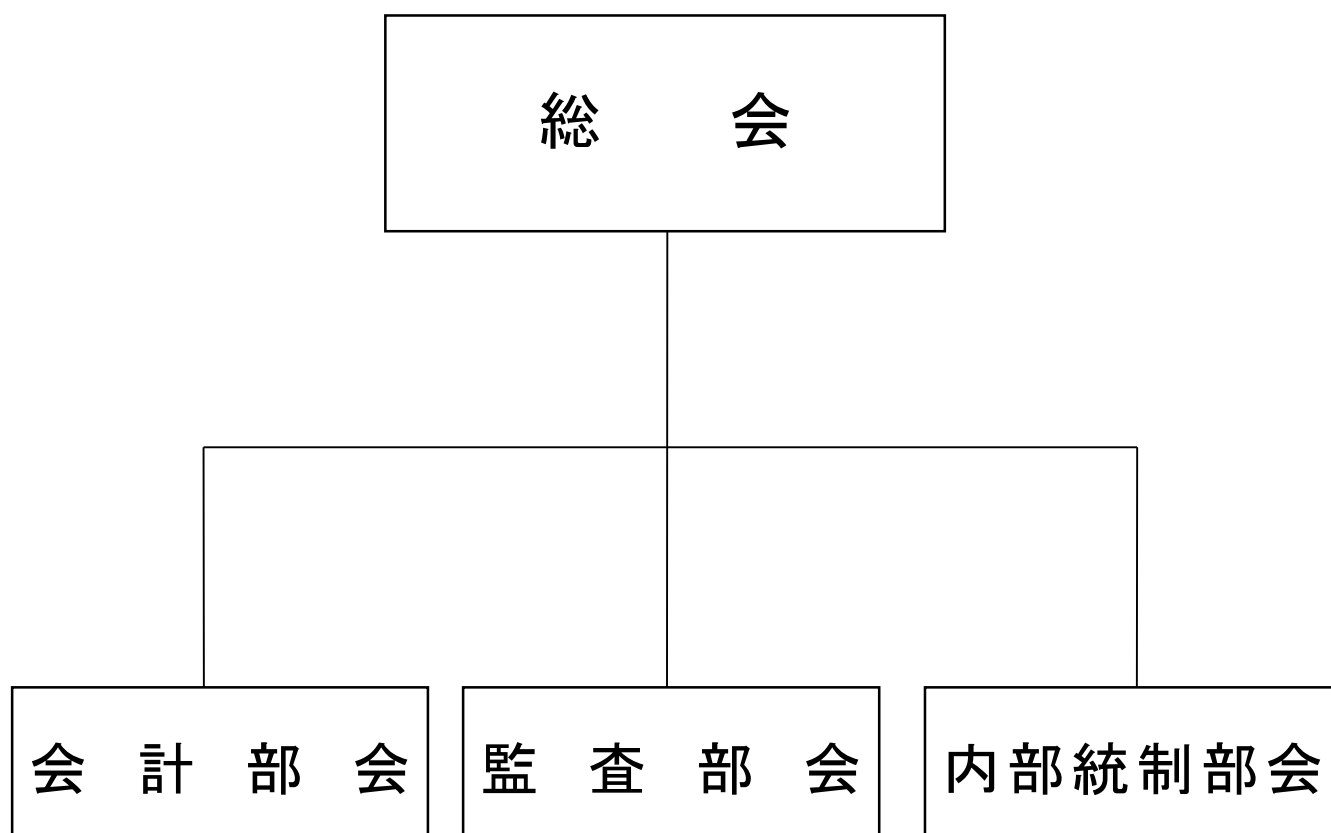 総　会
会　計　部　会
監　査　部　会
内部統制部会